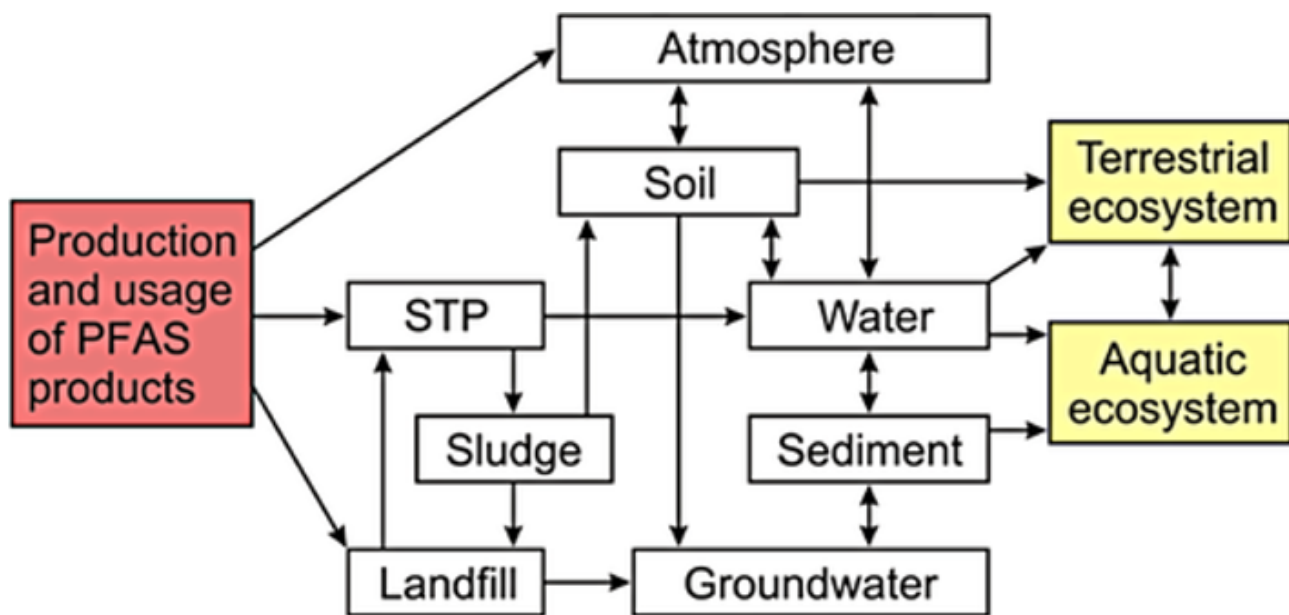 Atmosphere
Soil
Terrestrial
ecosystem
Production
and usage
of PFAS
products
STP
Water
Aquatic
ecosystem
Sludge
Sediment
Landfill
Groundwater